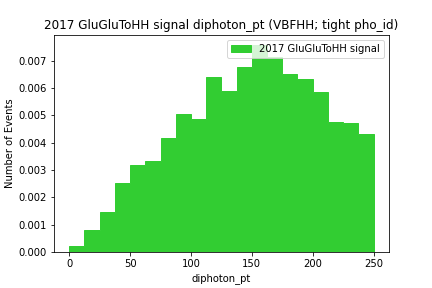 2017 GluGluToHH signal diphoton_pt (VBFHH; tight pho_id)
2017 GluGluToHH signal
Number of Events
0.007
0.006
0.005
0.004
0.003
0.002
0.001
0.000
0 50 100 150 200 250
diphoton_pt